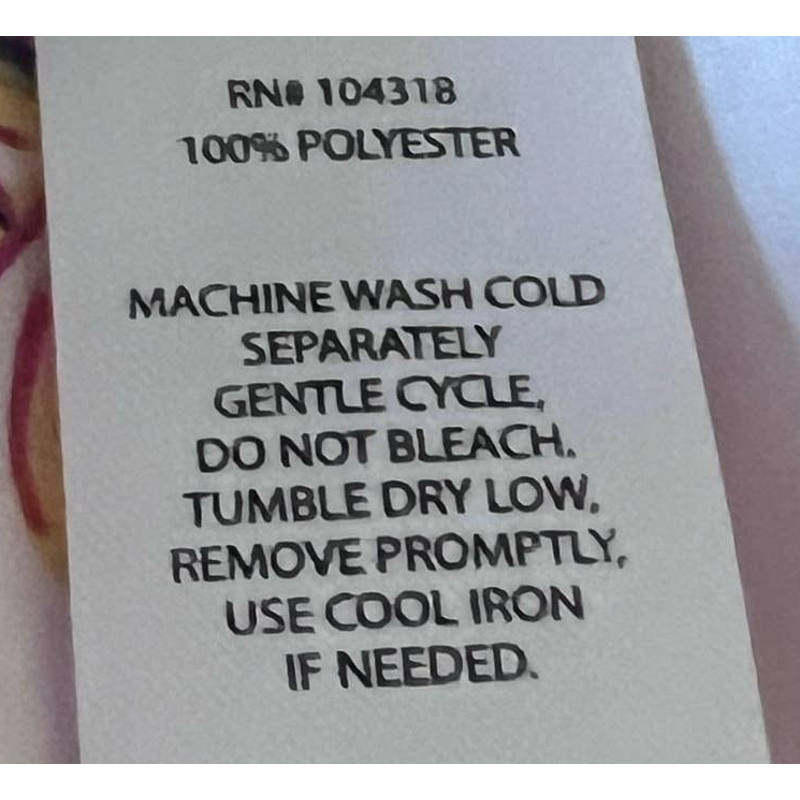 RN# 104318
100% POLYESTER
MACHINE WASH COLD
SEPARATELY
GENTLE CYCLE,
DO NOT BLEACH.
TUMBLE DRY LOW.
REMOVE PROMPTLY,
USE COOL IRON
IF NEEDED.